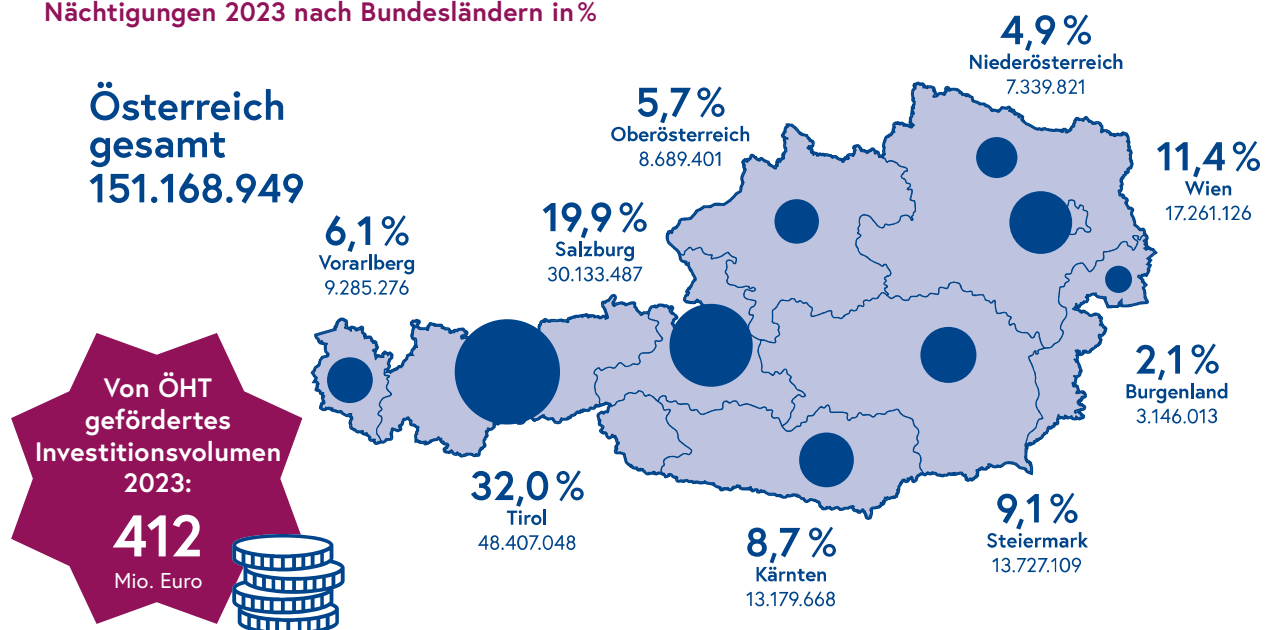 Nächtigungen 2023 nach Bundesländern in %
Österreich
gesamt
151.168.949
4,9 %
Niederösterreich
7.339.821
5,7 %
Oberösterreich
8.689.401
11,4 %
Wien
17.261.126
19,9 %
Salzburg
30.133.487
6,1 %
Vorarlberg
9.285.276
2,1 %
Burgenland
3.146.013
Von ÖHT
gefördertes
Investitionsvolumen
2023:
412
Mio. Euro
32,0 %
Tirol
48.407.048
8,7 %
Kärnten
13.179.668
9,1 %
Steiermark
13.727.109